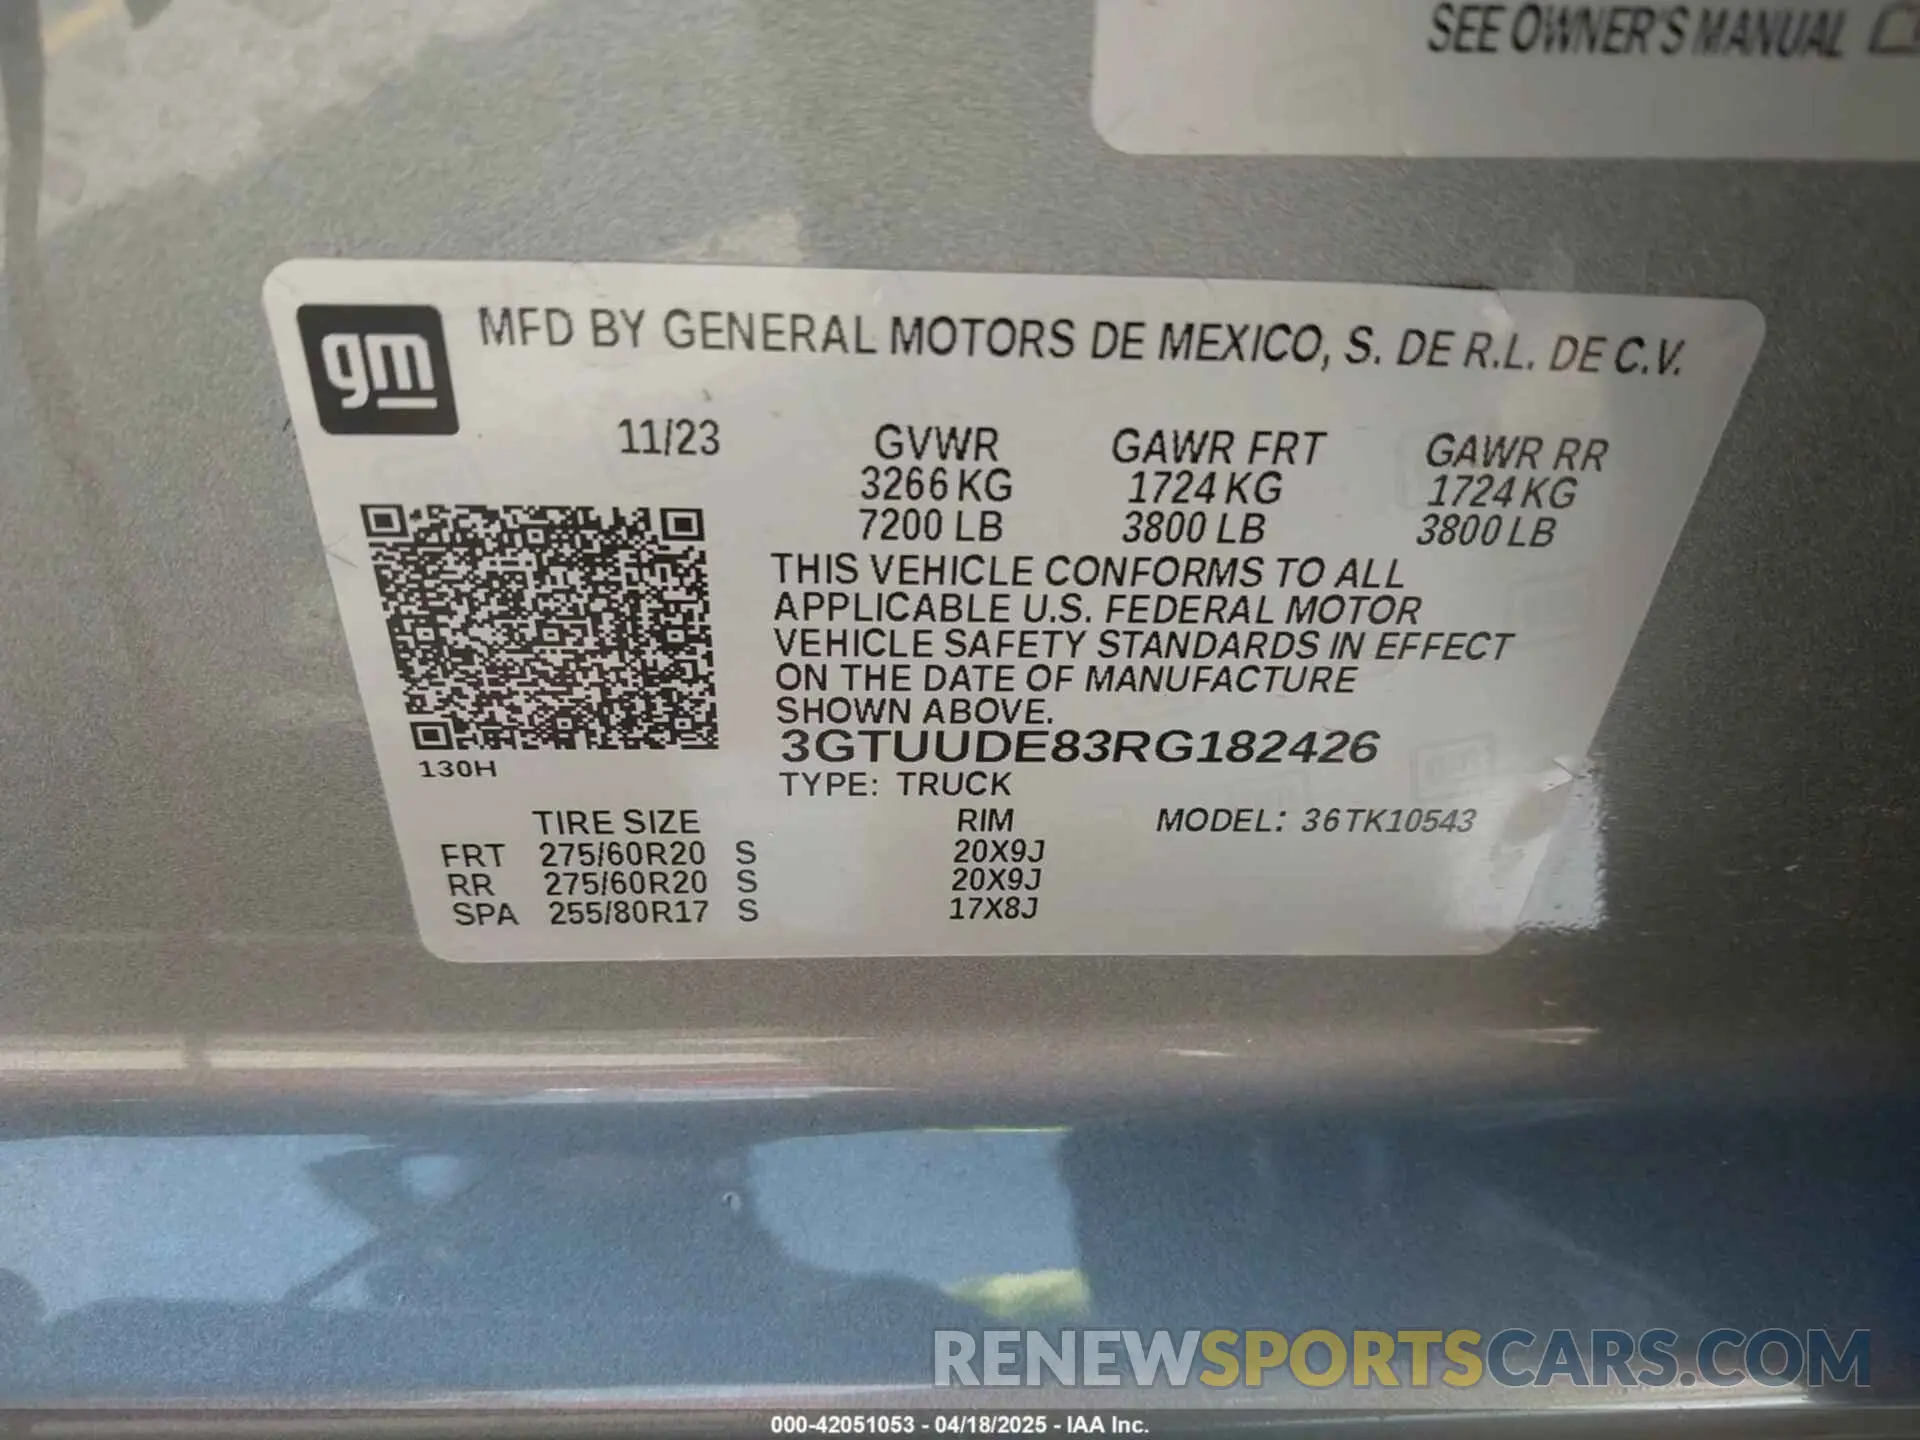 SEE OWNER'S MANUAL
gm
MFD BY GENERAL MOTORS DE MEXICO, S. DE R.L. DE C.V.
11/23 GVWR GAWR FRT GAWR RR
3266 KG 1724 KG 1724 KG
7200 LB 3800 LB 3800 LB
THIS VEHICLE CONFORMS TO ALL
APPLICABLE U.S. FEDERAL MOTOR
VEHICLE SAFETY STANDARDS IN EFFECT
ON THE DATE OF MANUFACTURE
SHOWN ABOVE.
3GTUUDE83RG182426
130H
TYPE: TRUCK
TIRE SIZE RIM MODEL: 36TK10543
FRT 275/60R20 S 20X9J
RR 275/60R20 S 20X9J
SPA 255/80R17 S 17X8J
RENEWSPORTSCARS.COM
000-42051053 - 04/18/2025 - IAA Inc.